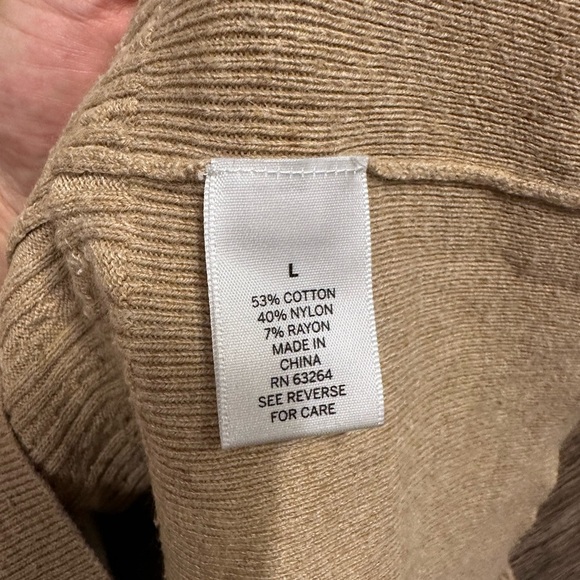 L
53% COTTON
40% NYLON
7% RAYON
MADE IN
CHINA
RN 63264
SEE REVERSE
FOR CARE